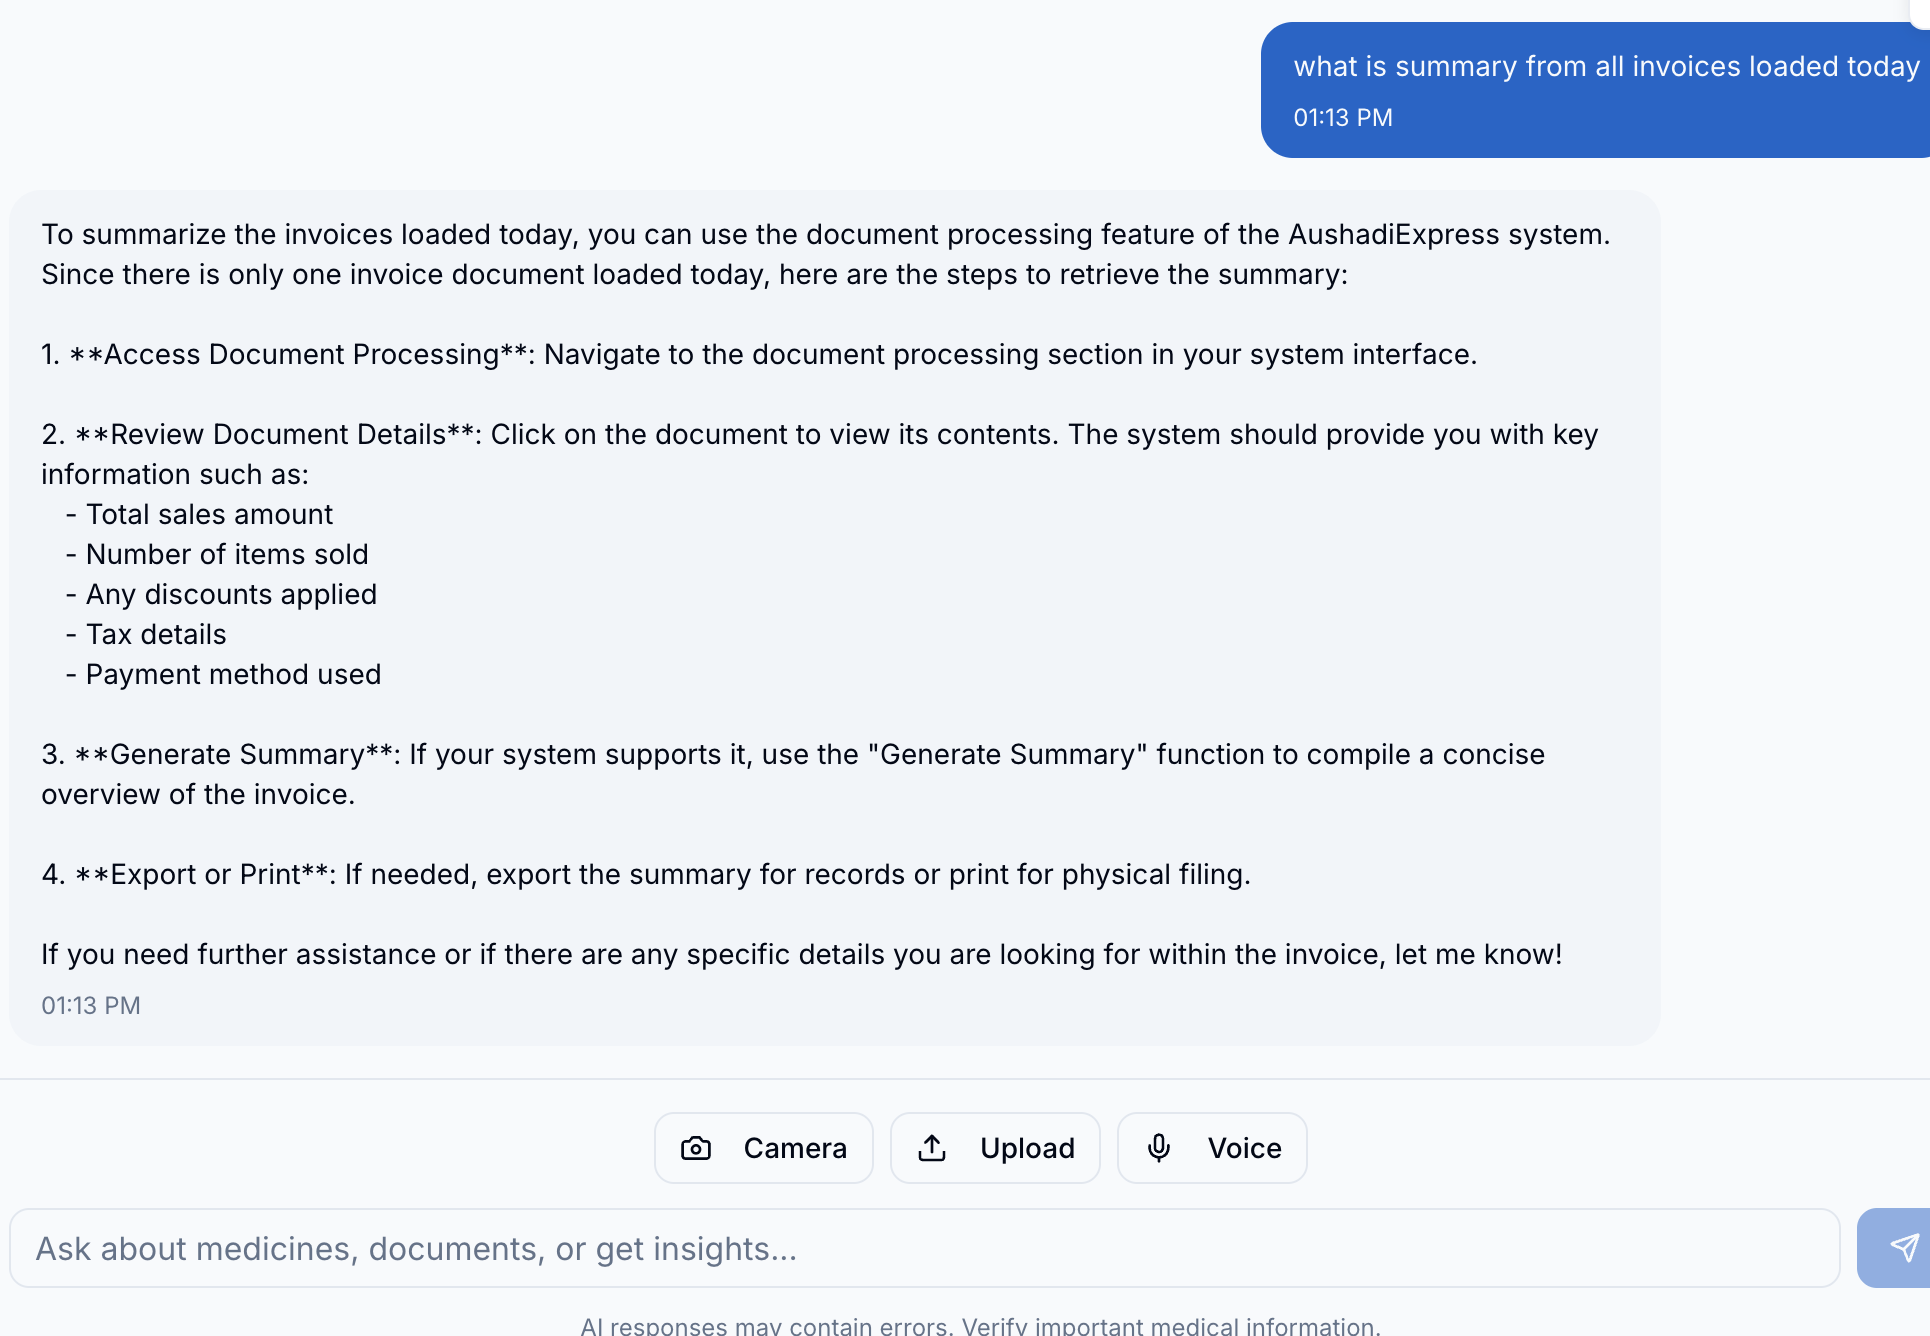 what is summary from all invoices loaded today
01:13 PM
To summarize the invoices loaded today, you can use the document processing feature of the AushadiExpress system.
Since there is only one invoice document loaded today, here are the steps to retrieve the summary:
1. **Access Document Processing**: Navigate to the document processing section in your system interface.
2. **Review Document Details**: Click on the document to view its contents. The system should provide you with key
information such as:
- Total sales amount
- Number of items sold
- Any discounts applied
- Tax details
- Payment method used
3. **Generate Summary**: If your system supports it, use the "Generate Summary" function to compile a concise
overview of the invoice.
4. **Export or Print**: If needed, export the summary for records or print for physical filing.
If you need further assistance or if there are any specific details you are looking for within the invoice, let me know!
01:13 PM
Camera Upload Voice
Ask about medicines, documents, or get insights...
AI responses may contain errors. Verify important medical information.